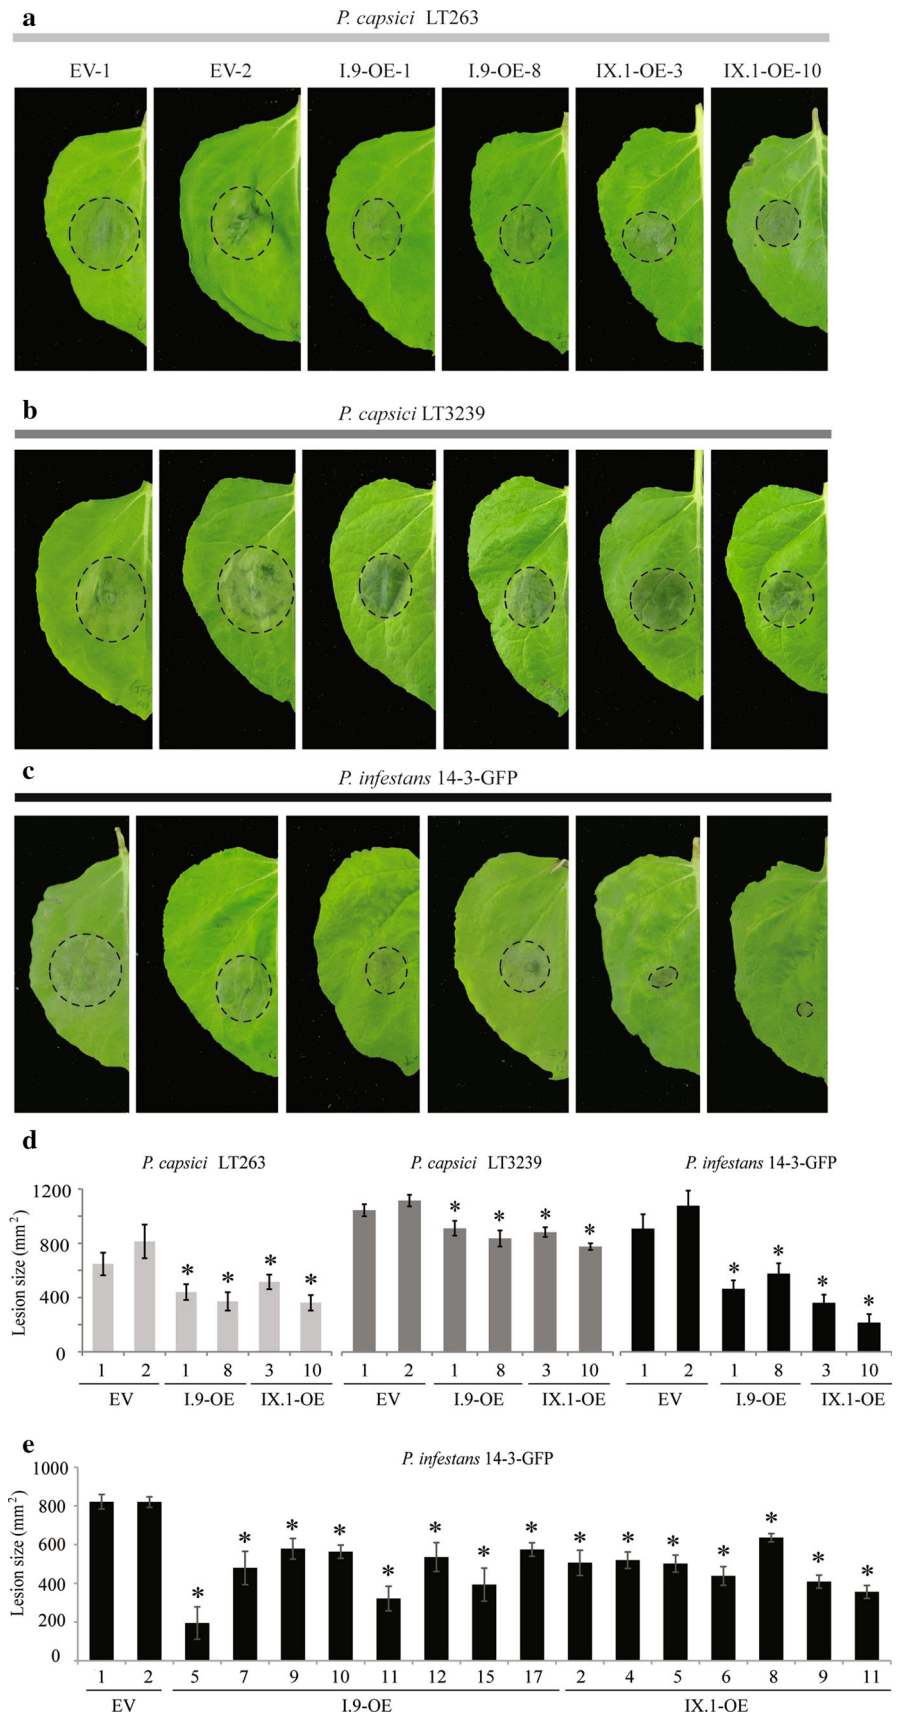 a
P. capsici LT263
EV-1 EV-2 I.9-OE-1 I.9-OE-8 IX.1-OE-3 IX.1-OE-10
b
P. capsici LT3239
c
P. infestans 14-3-GFP
d
P. capsici LT263 P. capsici LT3239 P. infestans 14-3-GFP
Lesion size (mm²)
1200
800
400
0
* * * * * * * * * * * *
1 2 1 8 3 10 1 2 1 8 3 10 1 2 1 8 3 10
EV I.9-OE IX.1-OE EV I.9-OE IX.1-OE EV I.9-OE IX.1-OE
e
P. infestans 14-3-GFP
Lesion size (mm²)
1000
800
600
400
200
0
* * * * * * * * * * * * * * *
1 2 5 7 9 10 11 12 15 17 2 4 5 6 8 9 11
EV I.9-OE IX.1-OE